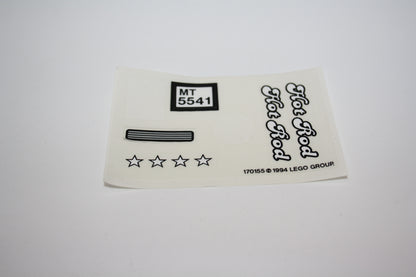 MT
5541
Hot Rod
Hot Rod
170155 © 1994 LEGO GROUP.